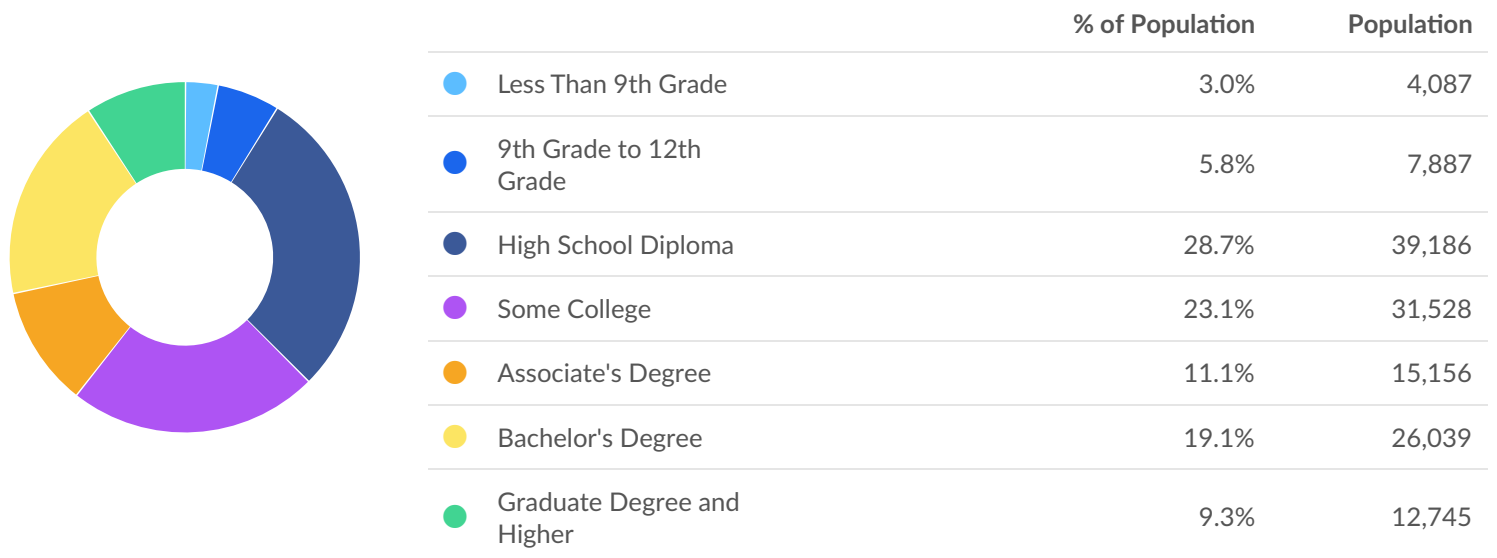 % of Population Population
Less Than 9th Grade 3.0% 4,087
9th Grade to 12th
Grade 5.8% 7,887
High School Diploma 28.7% 39,186
Some College 23.1% 31,528
Associate's Degree 11.1% 15,156
Bachelor's Degree 19.1% 26,039
Graduate Degree and
Higher 9.3% 12,745